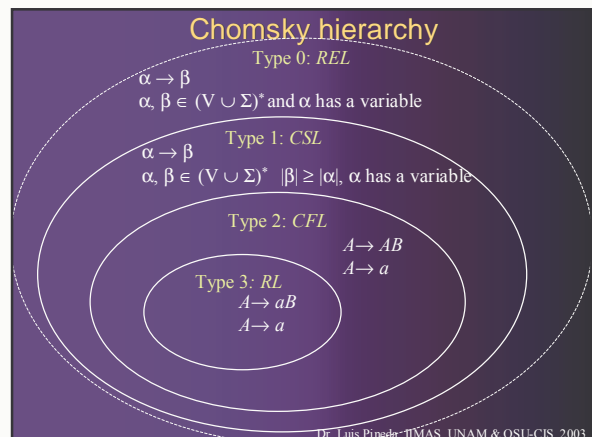 Chomsky hierarchy
Type 0: REL
α → β
α, β ∈ (V ∪ Σ)* and α has a variable
Type 1: CSL
α → β
α, β ∈ (V ∪ Σ)* |β| ≥ |α|, α has a variable
Type 2: CFL
A→ AB
A→ a
Type 3: RL
A→ aB
A→ a
Dr. Luis Pineda, IIMAS, UNAM & OSU-CIS, 2003